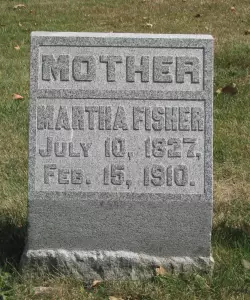 MOTHER
MARTHA FISHER
JULY 10, 1827,
FEB. 15, 1910.